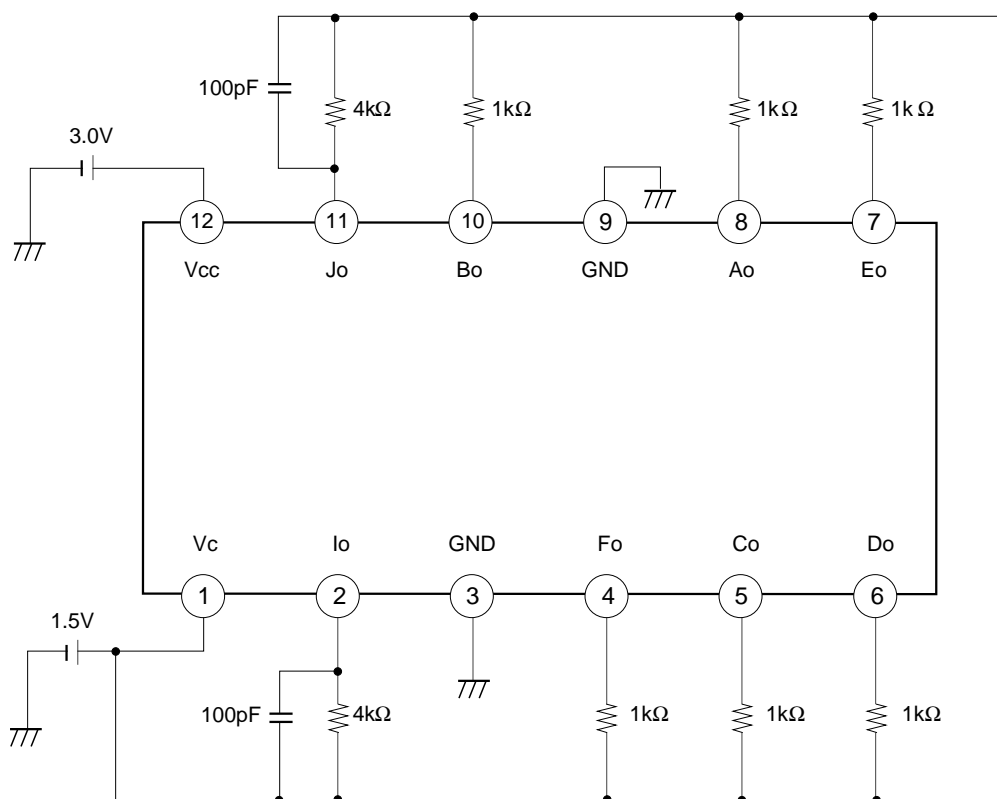 100pF
4kΩ
1kΩ
1kΩ
1k Ω
3.0V
12
11
10
9
8
7
Vcc
Jo
Bo
GND
Ao
Eo
Vc
Io
GND
Fo
Co
Do
1
2
3
4
5
6
1.5V
100pF
4kΩ
1kΩ
1kΩ
1kΩ